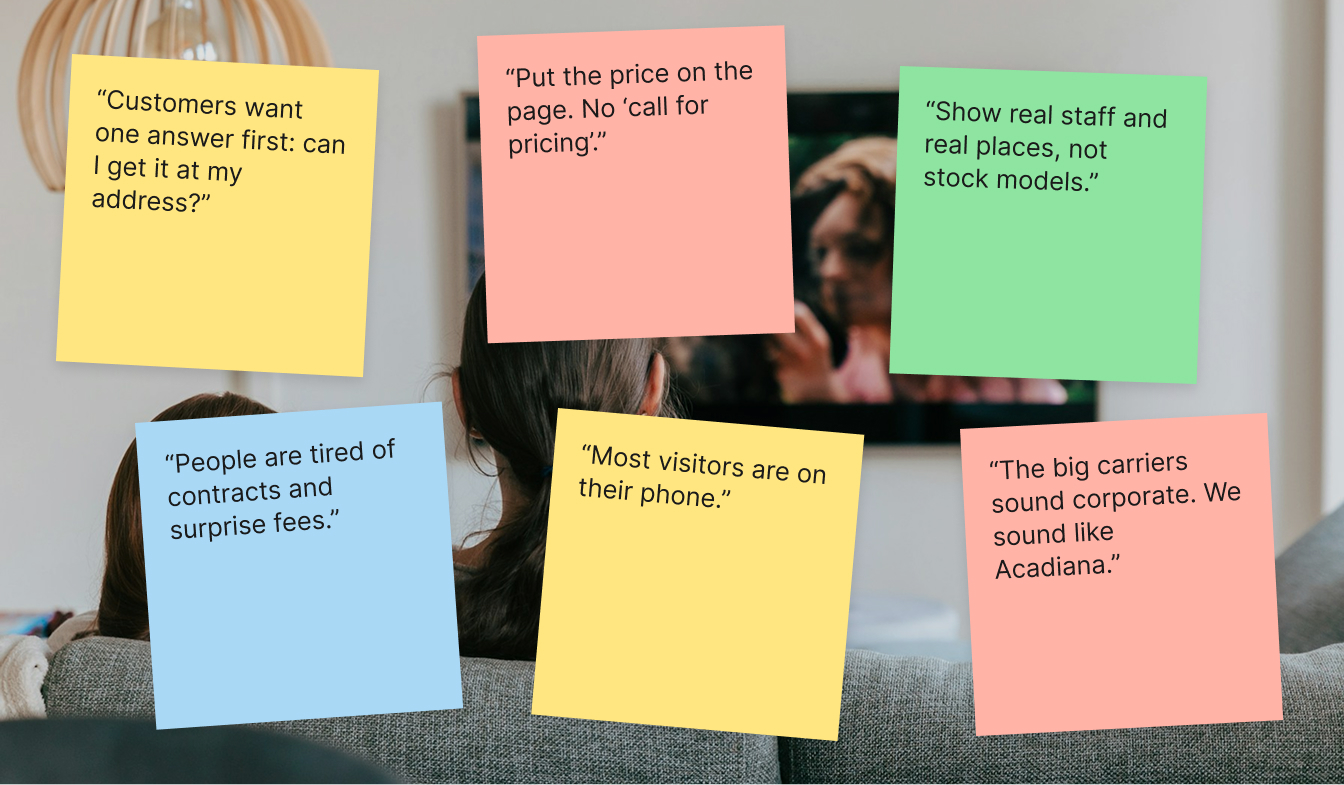 “Customers want
one answer first: can
I get it at my
address?”
“Put the price on the
page. No ‘call for
pricing’.”
“Show real staff and
real places, not
stock models.”
“People are tired of
contracts and
surprise fees.”
“Most visitors are on
their phone.”
“The big carriers
sound corporate. We
sound like
Acadiana.”